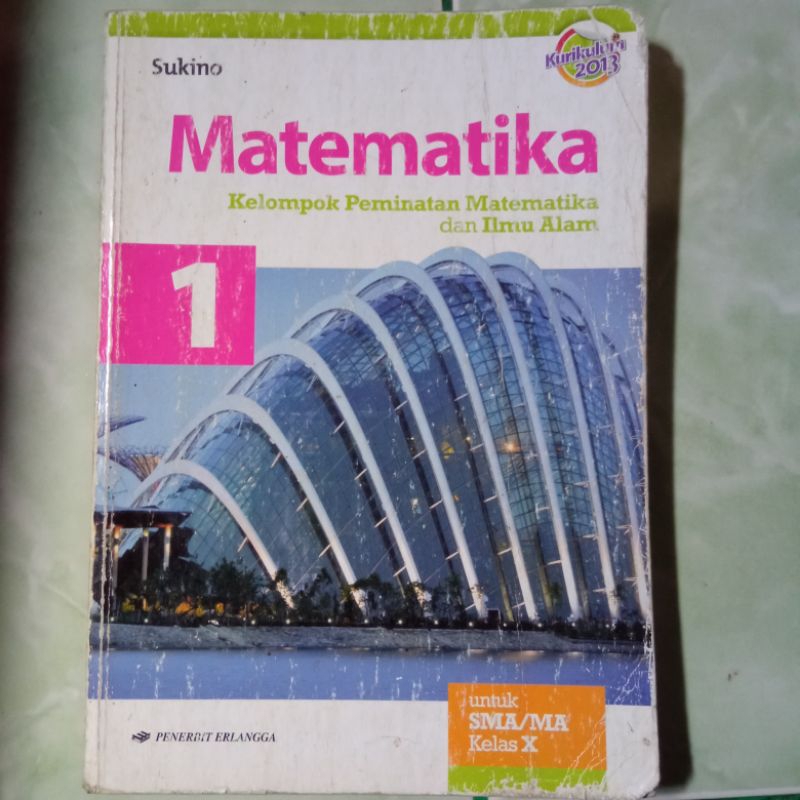 Sukino
Kurikulum
2013
Matematika
Kelompok Peminatan Matematika
dan Ilmu Alam
1
untuk
SMA/MA
Kelas X
PENERBIT ERLANGGA